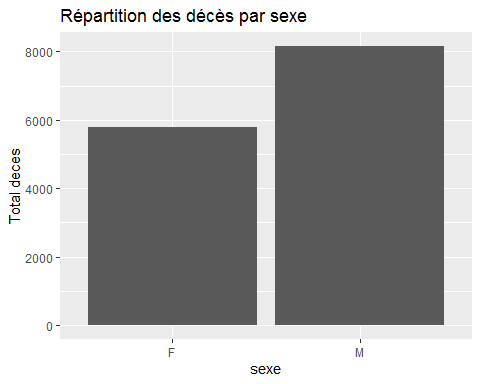 Répartition des décès par sexe
Total deces
8000
6000
4000
2000
0
F
M
sexe